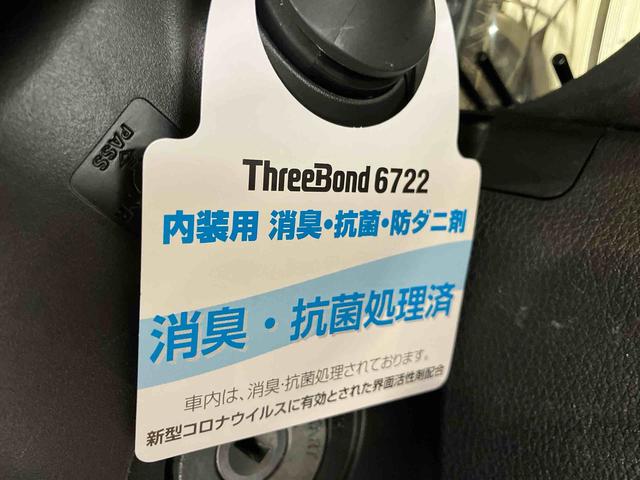 ThreeBond 6722
内装用 消臭・抗菌・防ダニ剤
消臭・抗菌処理済
車内は、消臭・抗菌処理されております。
新型コロナウイルスに有効とされた界面活性剤配合
PASS